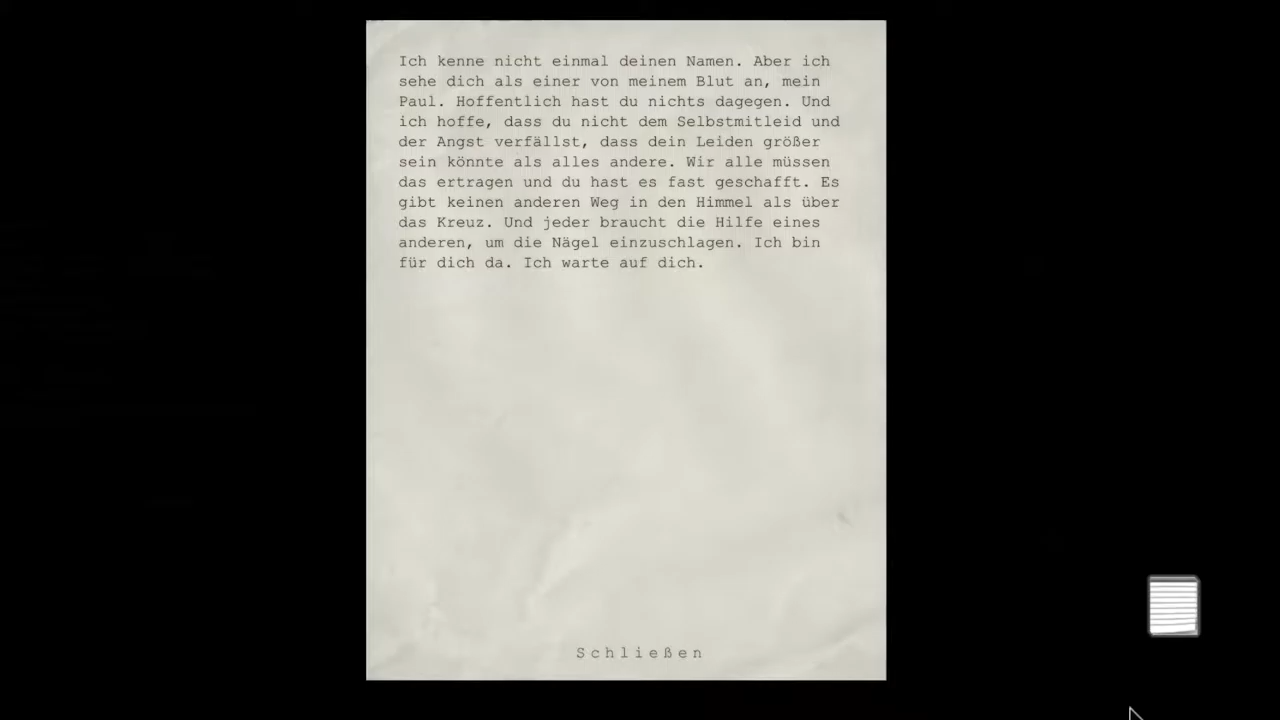 Ich kenne nicht einmal deinen Namen. Aber ich
sehe dich als einer von meinem Blut an, mein
Paul. Hoffentlich hast du nichts dagegen. Und
ich hoffe, dass du nicht dem Selbstmitleid und
der Angst verfällst, dass dein Leiden größer
sein könnte als alles andere. Wir alle müssen
das ertragen und du hast es fast geschafft. Es
gibt keinen anderen Weg in den Himmel als über
das Kreuz. Und jeder braucht die Hilfe eines
anderen, um die Nägel einzuschlagen. Ich bin
für dich da. Ich warte auf dich.
Schließen